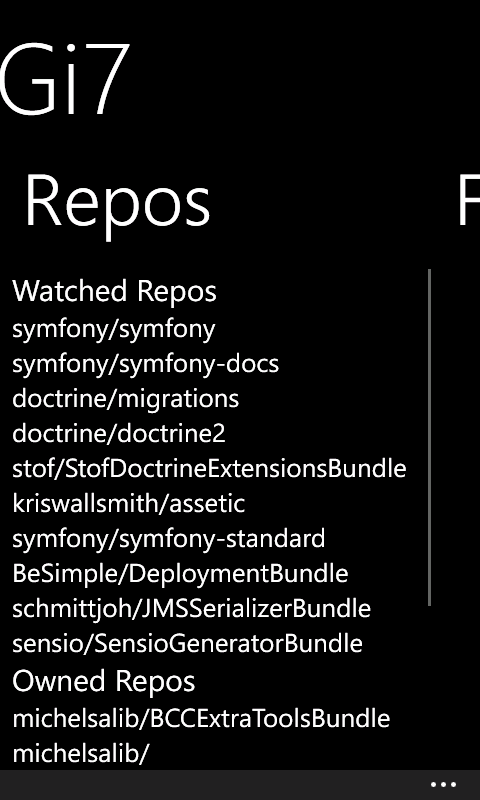 Gi7
Repos
F
Watched Repos
symfony/symfony
symfony/symfony-docs
doctrine/migrations
doctrine/doctrine2
stof/StofDoctrineExtensionsBundle
kriswallsmith/assetic
symfony/symfony-standard
BeSimple/DeploymentBundle
schmittjoh/JMSSerializerBundle
sensio/SensioGeneratorBundle
Owned Repos
michelsalib/BCCExtraToolsBundle
michelsalib/